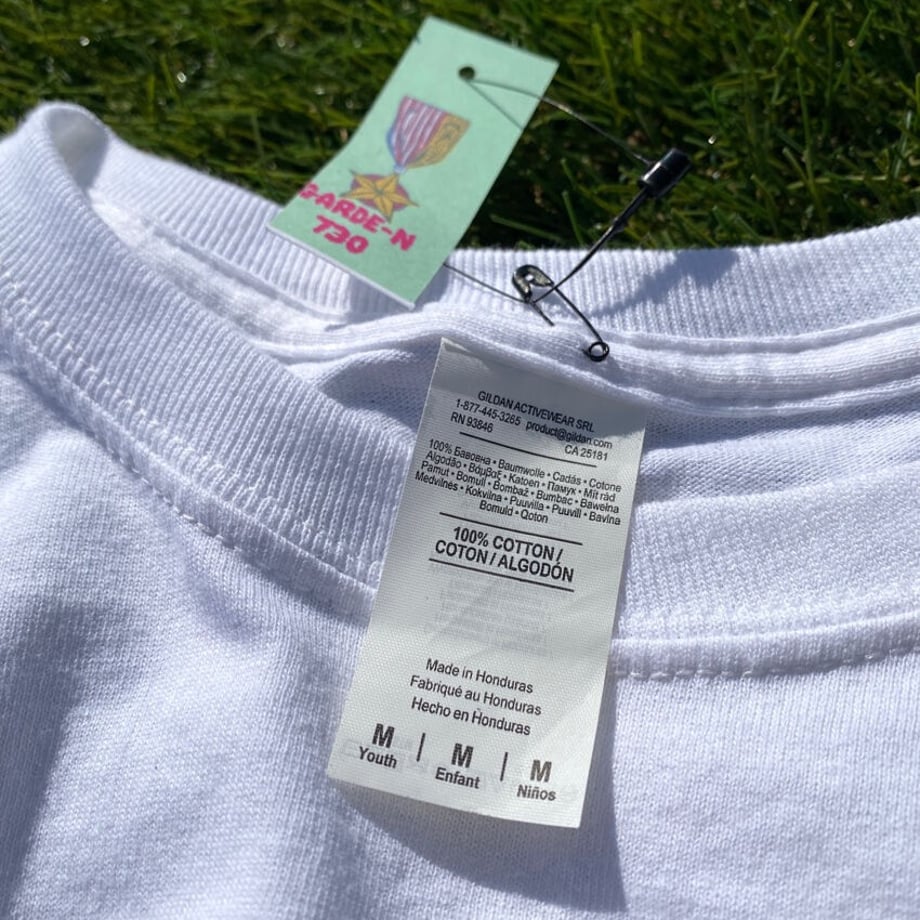 GARDE-N
730
GILDAN ACTIVEWEAR SRL
1-877-445-3265 product@gildan.com
RN 93846 CA 25181
100% Бавовна • Baumwolle • Cadás • Cotone
Algodão • Βάμβαξ • Katoen • Памук • Mit ràd
Pamut • Bomull • Bombaž • Bumbac • Bawełna
Medvilnės • Kokvilna • Puuvilla • Puuvill • Bavlna
Bomuld • Qoton
100% COTTON /
COTON / ALGODÓN
Made in Honduras
Fabriqué au Honduras
Hecho en Honduras
M | M | M
Youth Enfant Niños